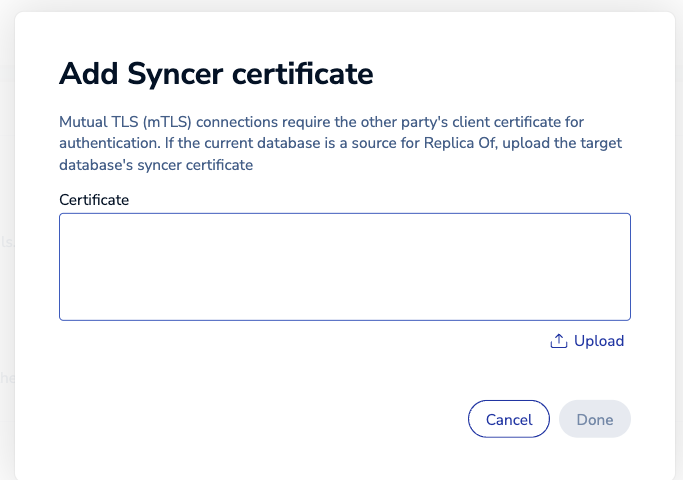 Add Syncer certificate
Mutual TLS (mTLS) connections require the other party's client certificate for
authentication. If the current database is a source for Replica Of, upload the target
database's syncer certificate
Certificate
Upload
Cancel
Done